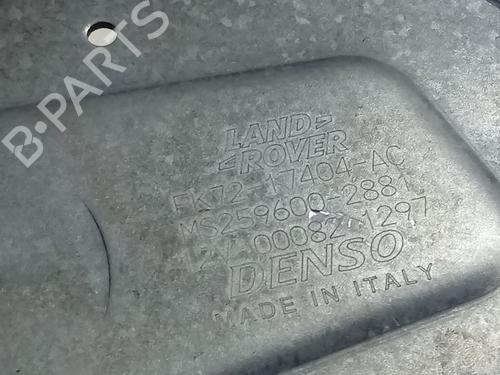 B-PARTS
LAND
ROVER
FK72-17404-AC
MS259600-2881
00082-1297
DENSO
MADE IN ITALY